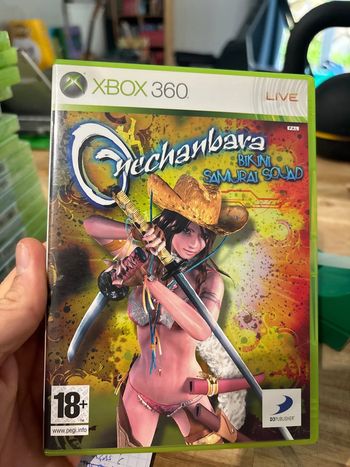 XBOX 360
LIVE
PAL
Onechanbara
BIKINI
SAMURAI SQUAD
18+
www.pegi.info
D3PUBLISHER